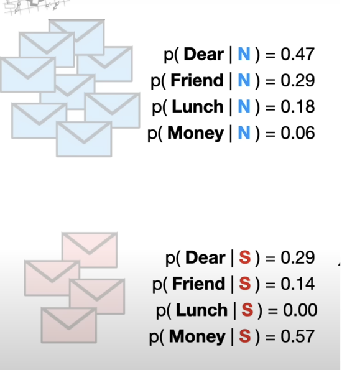 p( Dear | N ) = 0.47
p( Friend | N ) = 0.29
p( Lunch | N ) = 0.18
p( Money | N ) = 0.06
p( Dear | S ) = 0.29
p( Friend | S ) = 0.14
p( Lunch | S ) = 0.00
p( Money | S ) = 0.57